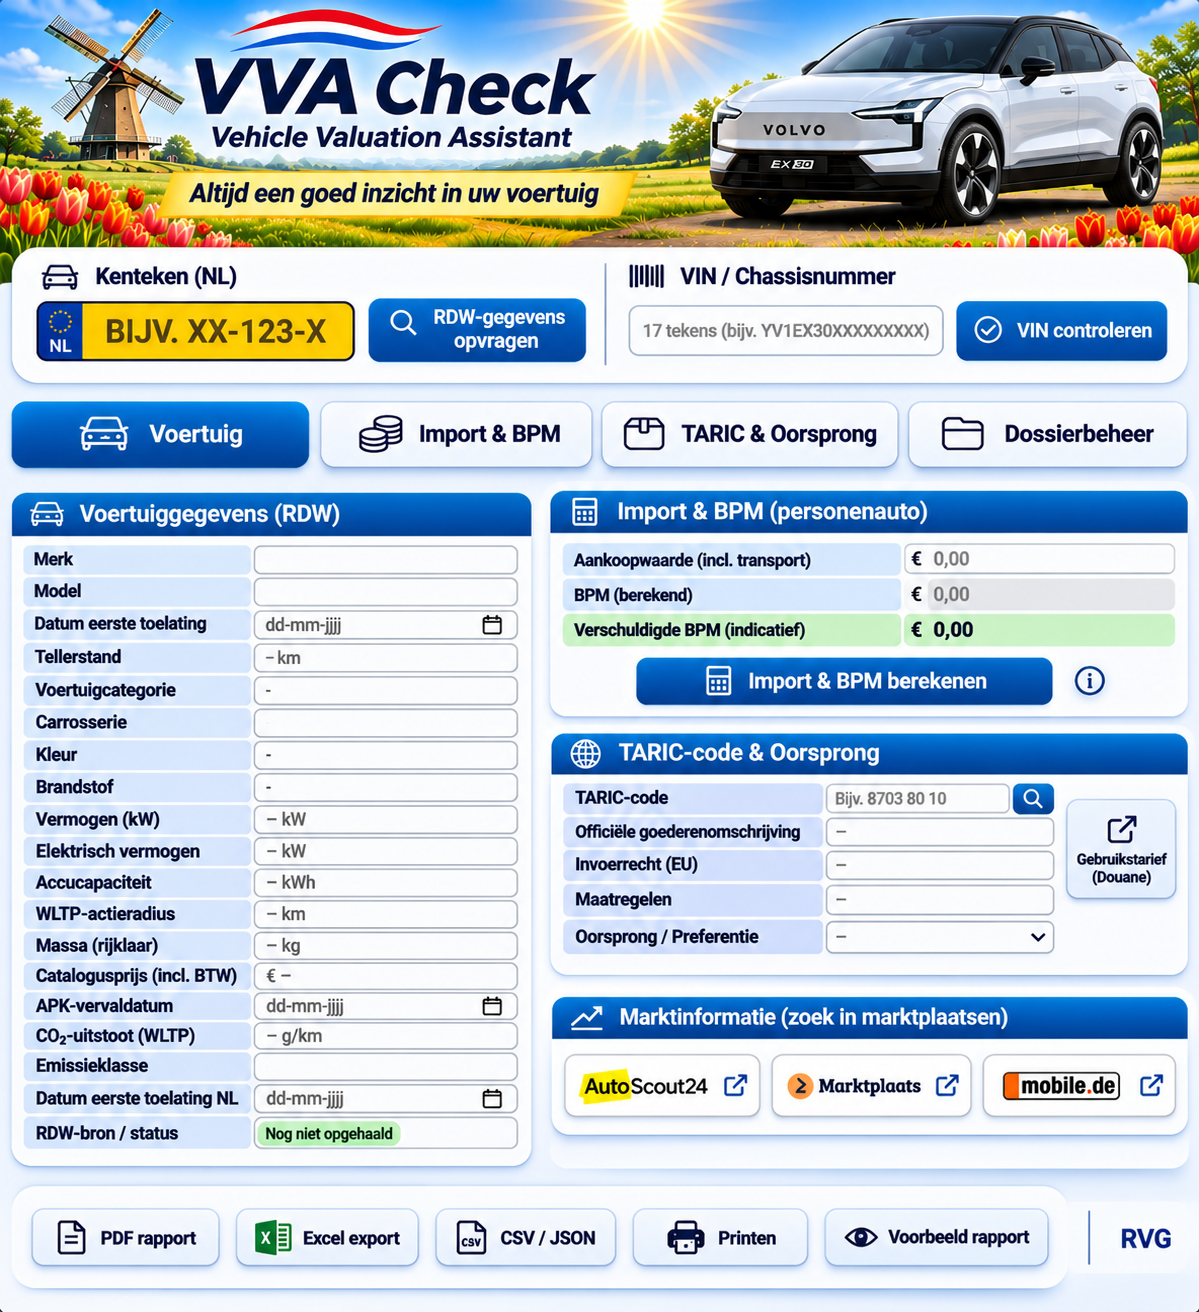 VVA Check
Vehicle Valuation Assistant
Altijd een goed inzicht in uw voertuig
VOLVO
EX30
Kenteken (NL)
NL
BIJV. XX-123-X
RDW-gegevens
opvragen
VIN / Chassisnummer
17 tekens (bijv. YV1EX30XXXXXXXXX)
VIN controleren
Voertuig
Import & BPM
TARIC & Oorsprong
Dossierbeheer
Voertuiggegevens (RDW)
Merk
Model
Datum eerste toelating dd-mm-jjjj
Tellerstand – km
Voertuigcategorie -
Carrosserie
Kleur -
Brandstof -
Vermogen (kW) – kW
Elektrisch vermogen – kW
Accucapaciteit – kWh
WLTP-actieradius – km
Massa (rijklaar) – kg
Catalogusprijs (incl. BTW) € –
APK-vervaldatum dd-mm-jjjj
CO₂-uitstoot (WLTP) – g/km
Emissieklasse
Datum eerste toelating NL dd-mm-jjjj
RDW-bron / status Nog niet opgehaald
Import & BPM (personenauto)
Aankoopwaarde (incl. transport) € 0,00
BPM (berekend) € 0,00
Verschuldigde BPM (indicatief) € 0,00
Import & BPM berekenen
TARIC-code & Oorsprong
TARIC-code Bijv. 8703 80 10
Officiële goederenomschrijving –
Invoerrecht (EU) –
Maatregelen –
Oorsprong / Preferentie –
Gebruikstarief
(Douane)
Marktinformatie (zoek in marktplaatsen)
AutoScout24
Marktplaats
mobile.de
PDF rapport
X Excel export
CSV CSV / JSON
Printen
Voorbeeld rapport
RVG